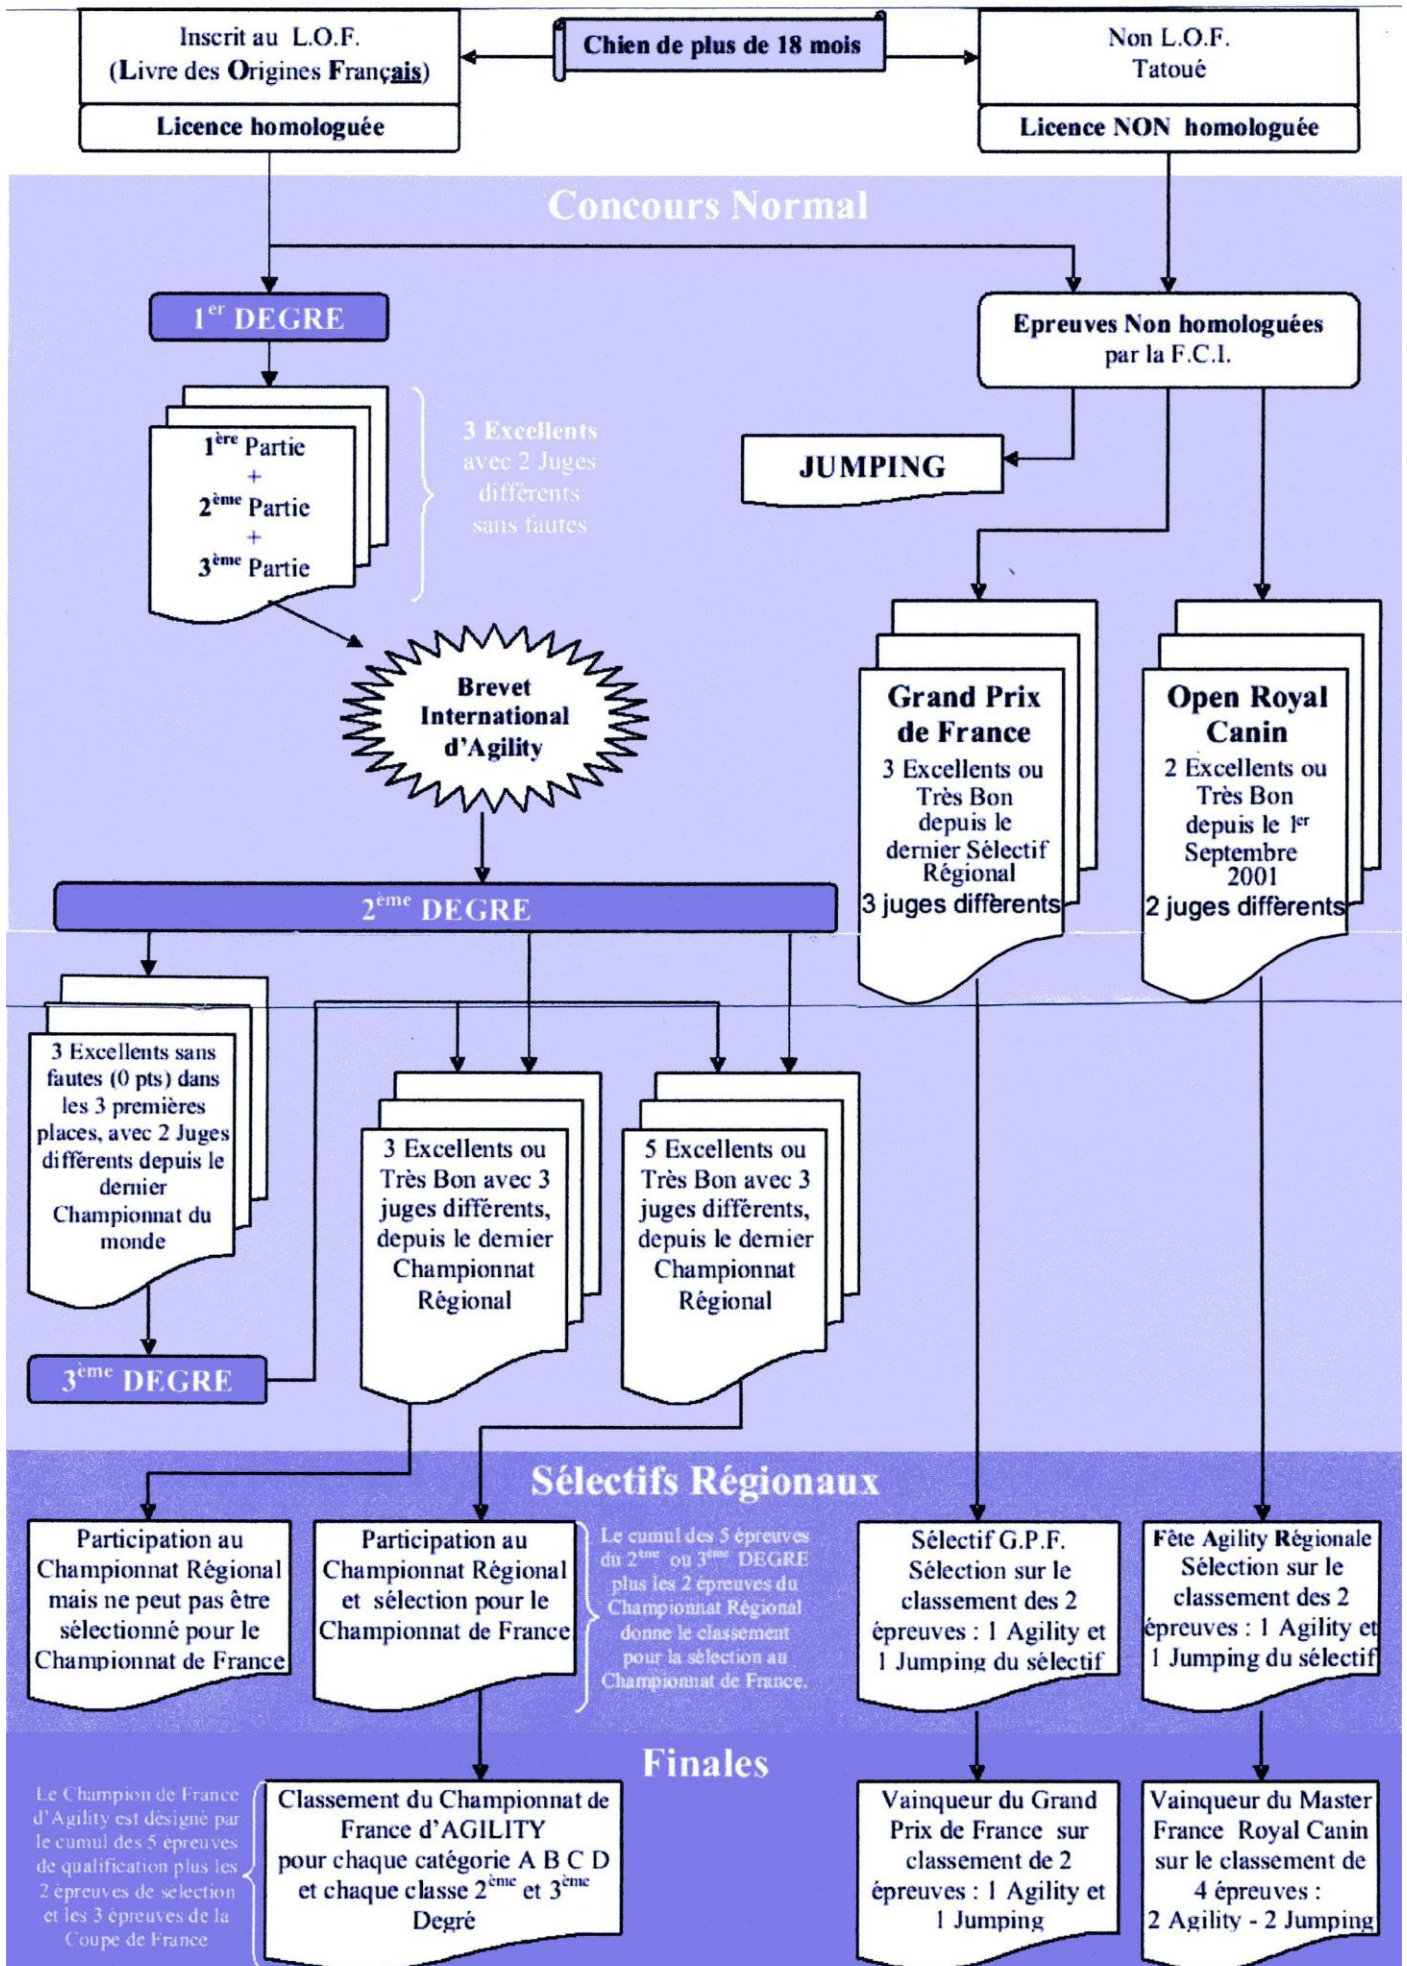 Chien de plus de 18 mois
Inscrit au L.O.F.
(Livre des Origines Français)
Licence homologuée
Non L.O.F.
Tatoué
Licence NON homologuée
Concours Normal
1er DEGRE
1ère Partie
+
2ème Partie
+
3ème Partie
3 Excellents
avec 2 Juges
différents
sans fautes
Epreuves Non homologuées
par la F.C.I.
JUMPING
Brevet
International
d'Agility
Grand Prix
de France
3 Excellents ou
Très Bon
depuis le
dernier Sélectif
Régional
3 juges diffèrents
Open Royal
Canin
2 Excellents ou
Très Bon
depuis le 1er
Septembre
2001
2 juges diffèrents
2ème DEGRE
3 Excellents sans
fautes (0 pts) dans
les 3 premières
places, avec 2 Juges
différents depuis le
dernier
Championnat du
monde
3 Excellents ou
Très Bon avec 3
juges différents,
depuis le dernier
Championnat
Régional
5 Excellents ou
Très Bon avec 3
juges différents,
depuis le dernier
Championnat
Régional
3ème DEGRE
Sélectifs Régionaux
Participation au
Championnat Régional
mais ne peut pas être
sélectionné pour le
Championnat de France
Participation au
Championnat Régional
et sélection pour le
Championnat de France
Le cumul des 5 épreuves
du 2ème ou 3ème DEGRE
plus les 2 épreuves du
Championnat Régional
donne le classement
pour la sélection au
Championnat de France.
Sélectif G.P.F.
Sélection sur le
classement des 2
épreuves : 1 Agility et
1 Jumping du sélectif
Fête Agility Régionale
Sélection sur le
classement des 2
épreuves : 1 Agility et
1 Jumping du sélectif
Finales
Le Champion de France
d'Agility est désigné par
le cumul des 5 épreuves
de qualification plus les
2 épreuves de sélection
et les 3 épreuves de la
Coupe de France
Classement du Championnat de
France d'AGILITY
pour chaque catégorie A B C D
et chaque classe 2ème et 3ème
Degré
Vainqueur du Grand
Prix de France sur
classement de 2
épreuves : 1 Agility et
1 Jumping
Vainqueur du Master
France Royal Canin
sur le classement de
4 épreuves :
2 Agility - 2 Jumping